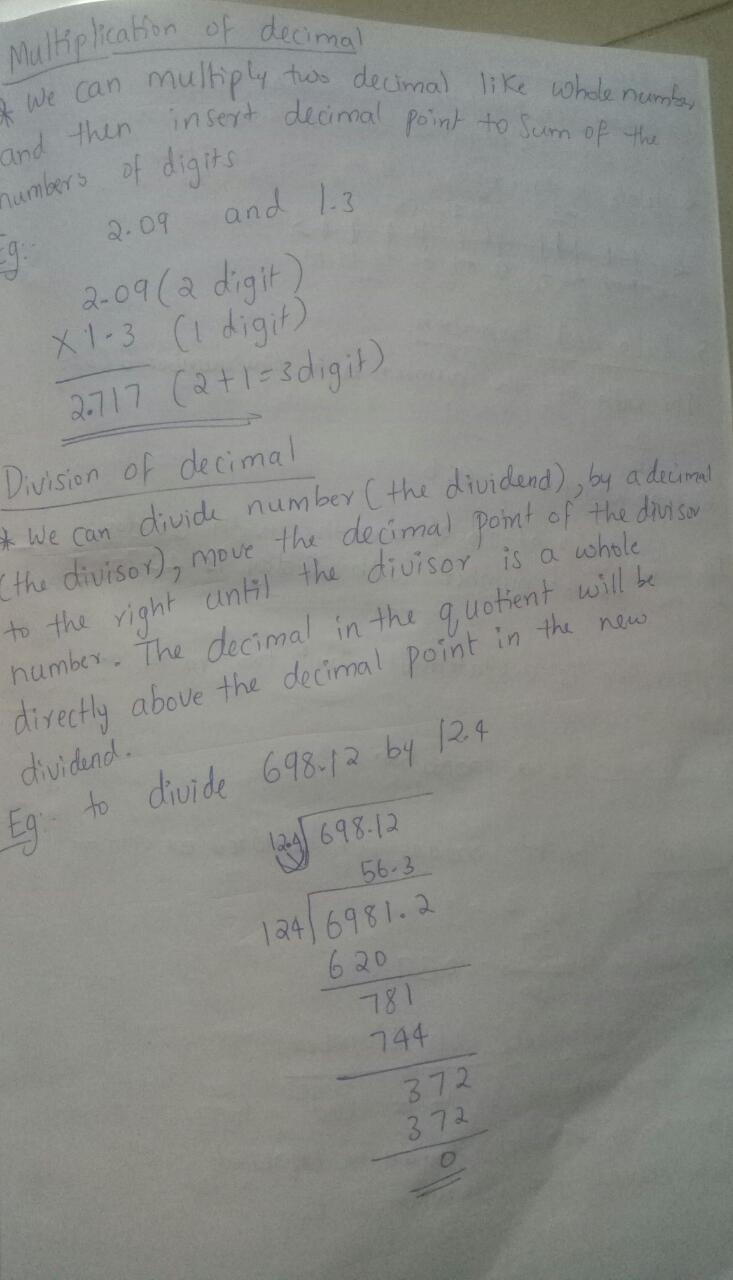 Multiplication of decimal
* We can multiply two decimal like whole number
and then insert decimal point to sum of the
numbers of digits
Eg:- 2.09 and 1.3
2.09 (2 digit)
x 1.3 (1 digit)
2.717 (2+1=3digit)
Division of decimal
* We can divide number (the dividend), by a decimal
(the divisor), move the decimal point of the divisor
to the right until the divisor is a whole
number. The decimal in the quotient will be
directly above the decimal point in the new
dividend.
Eg:- to divide 698.12 by 12.4
12.4 698.12
56.3
124 6981.2
620
781
744
372
372
0